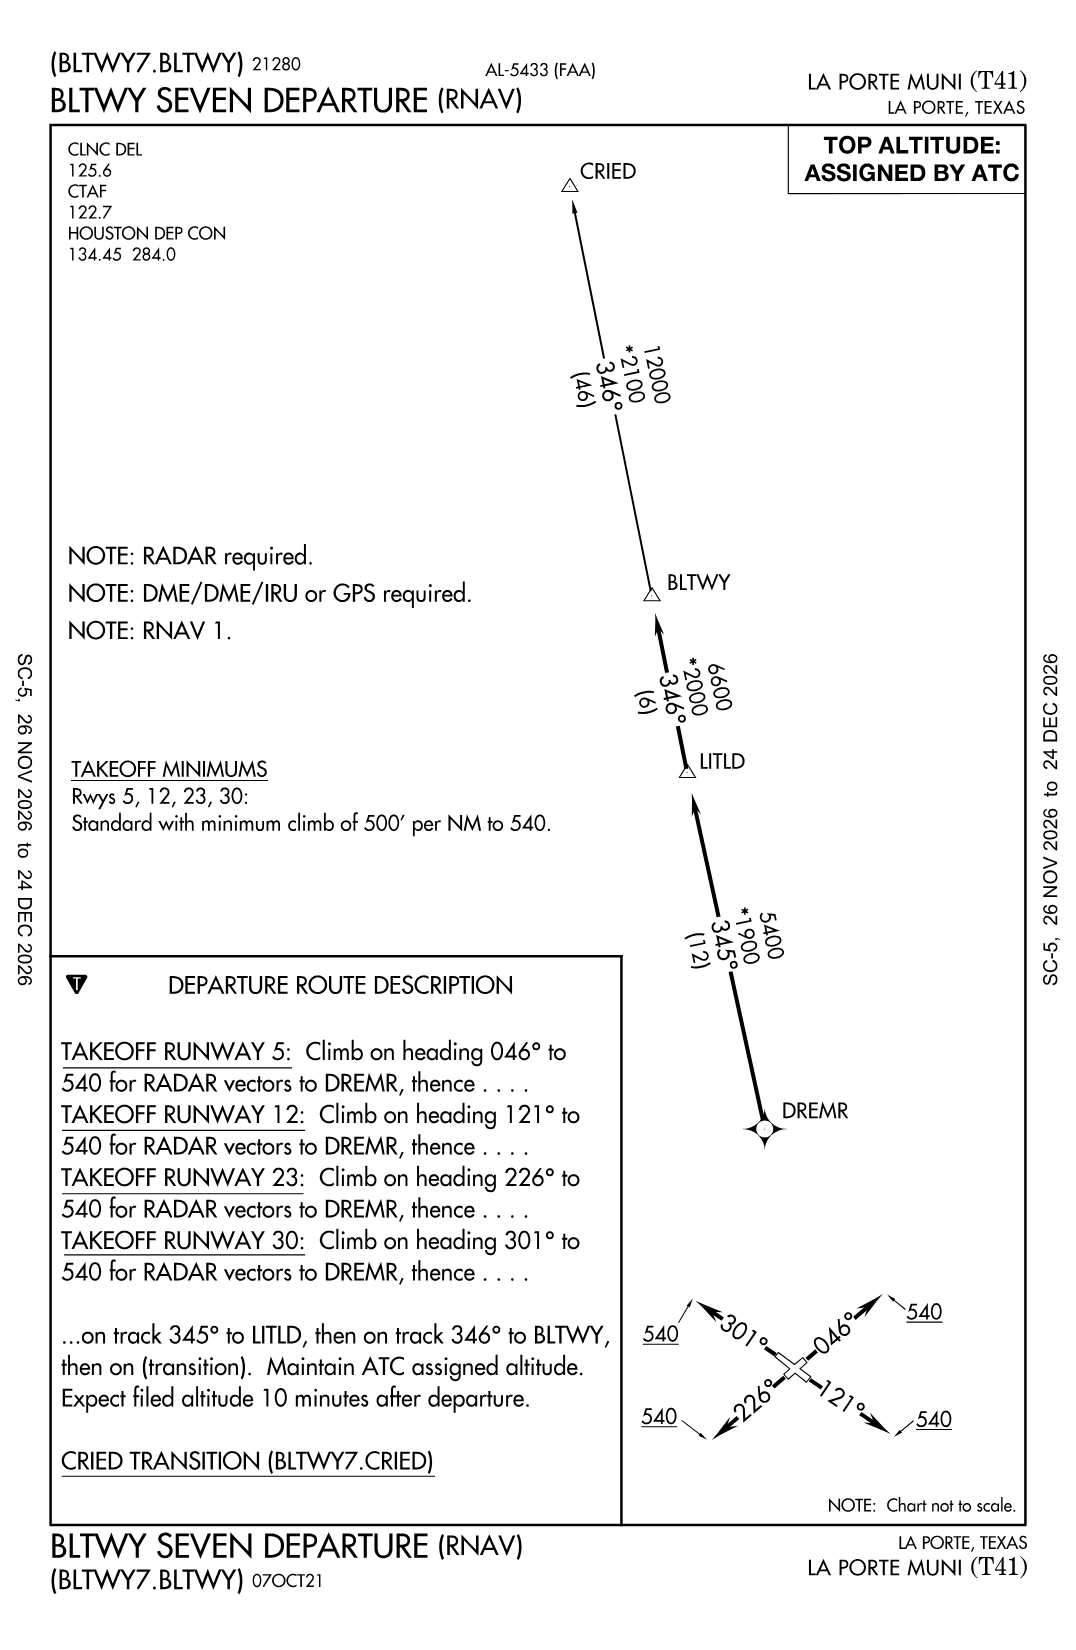 (BLTWY7.BLTWY) 21280
AL-5433 (FAA)
LA PORTE MUNI (T41)
BLTWY SEVEN DEPARTURE (RNAV)
LA PORTE, TEXAS
CLNC DEL
125.6
CTAF
122.7
HOUSTON DEP CON
134.45 284.0
TOP ALTITUDE:
ASSIGNED BY ATC
CRIED
12000
*2100
346°
(46)
NOTE: RADAR required.
NOTE: DME/DME/IRU or GPS required.
NOTE: RNAV 1.
BLTWY
6600
*2000
346°
(6)
LITLD
TAKEOFF MINIMUMS
Rwys 5, 12, 23, 30:
Standard with minimum climb of 500' per NM to 540.
5400
*1900
345°
(12)
DREMR
SC-5, 26 NOV 2026 to 24 DEC 2026
SC-5, 26 NOV 2026 to 24 DEC 2026
T
DEPARTURE ROUTE DESCRIPTION
TAKEOFF RUNWAY 5: Climb on heading 046° to
540 for RADAR vectors to DREMR, thence . . . .
TAKEOFF RUNWAY 12: Climb on heading 121° to
540 for RADAR vectors to DREMR, thence . . . .
TAKEOFF RUNWAY 23: Climb on heading 226° to
540 for RADAR vectors to DREMR, thence . . . .
TAKEOFF RUNWAY 30: Climb on heading 301° to
540 for RADAR vectors to DREMR, thence . . . .
...on track 345° to LITLD, then on track 346° to BLTWY,
then on (transition). Maintain ATC assigned altitude.
Expect filed altitude 10 minutes after departure.
CRIED TRANSITION (BLTWY7.CRIED)
540
301°
046°
540
540
226°
121°
540
NOTE: Chart not to scale.
BLTWY SEVEN DEPARTURE (RNAV)
LA PORTE, TEXAS
(BLTWY7.BLTWY) 07OCT21
LA PORTE MUNI (T41)